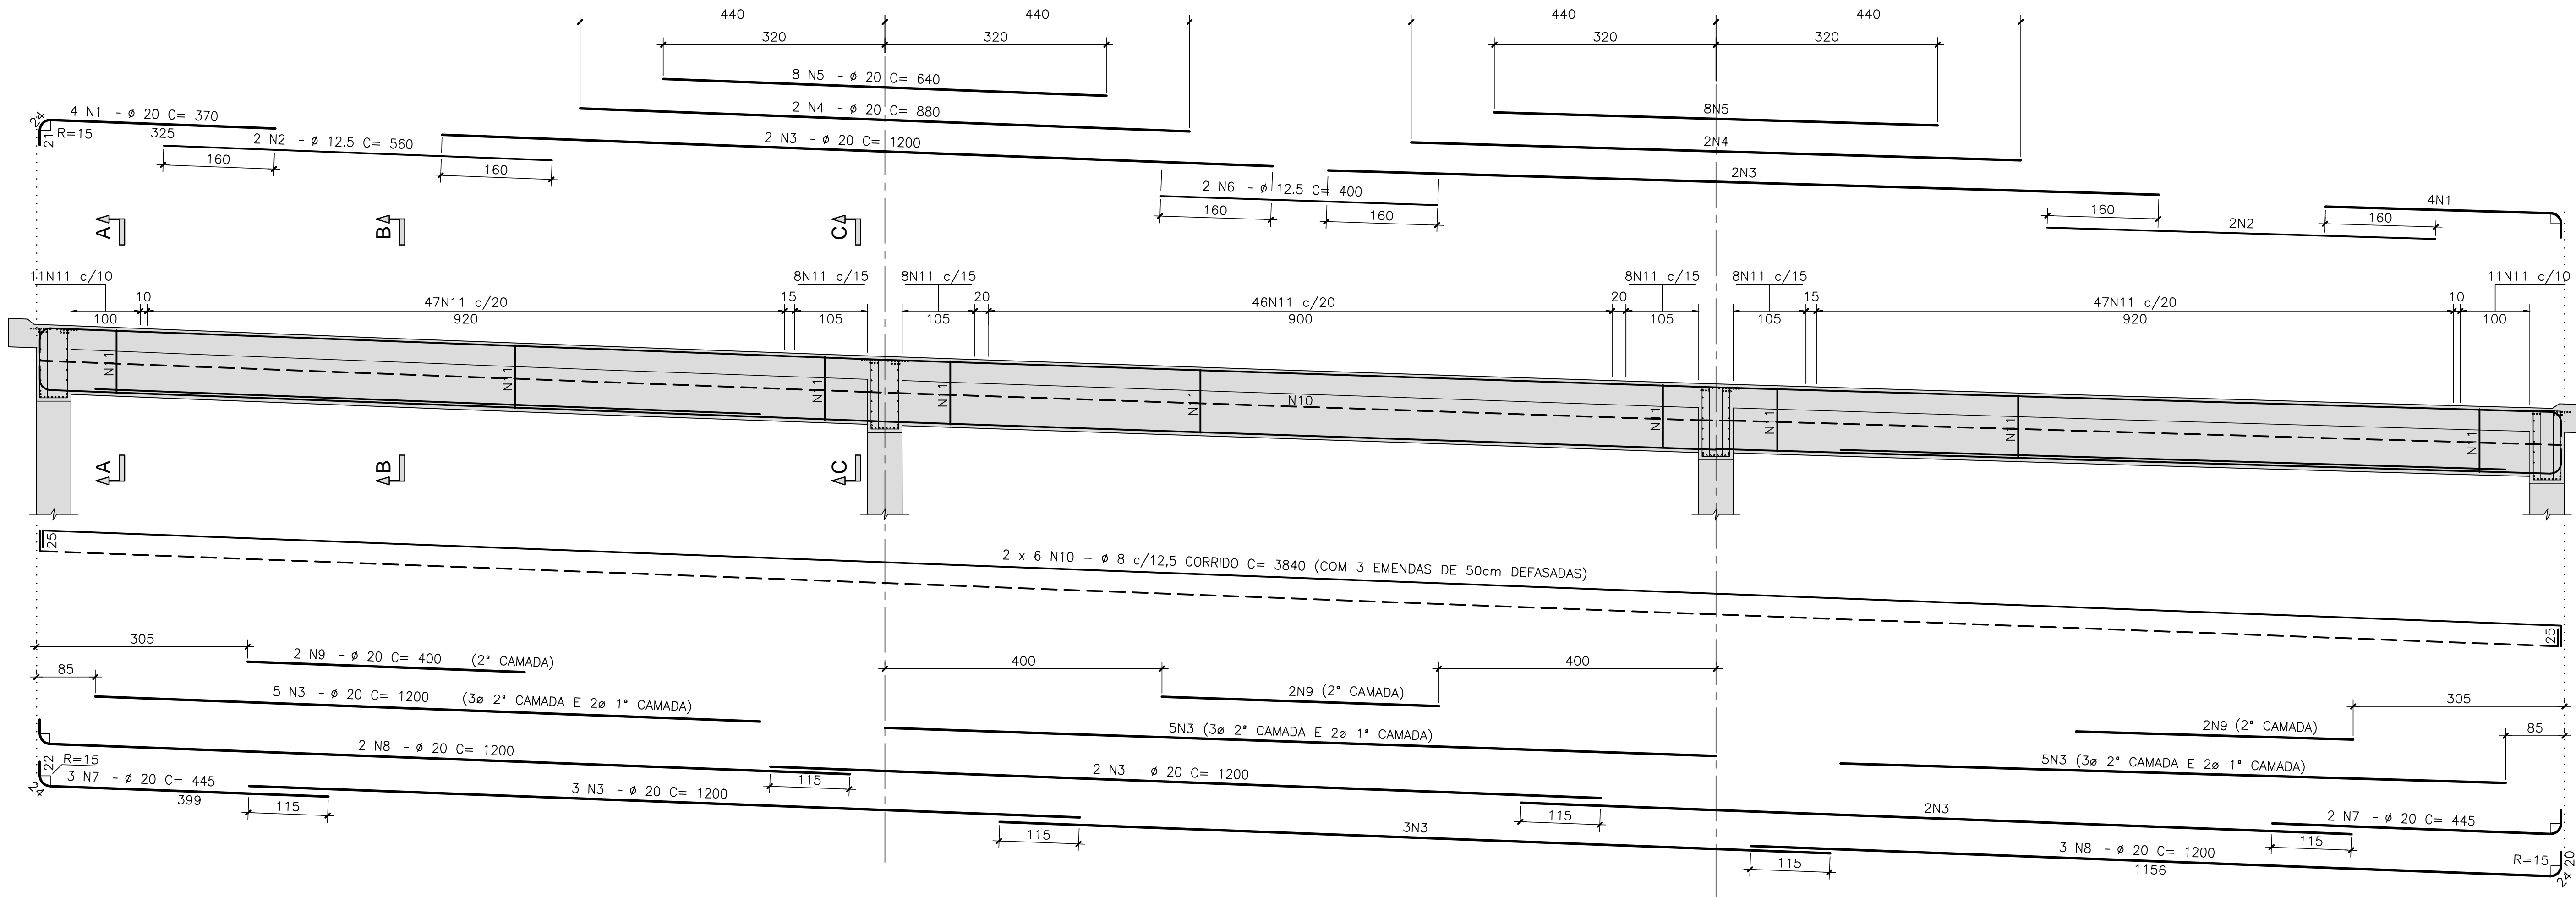 440 440 440 440
320 320 320 320
8 N5 - ø 20 C= 640
8N5
2 N4 - ø 20 C= 880
2N4
24 4 N1 - ø 20 C= 370
21 R=15 325
2 N2 - ø 12.5 C= 560
2 N3 - ø 20 C= 1200
2N3
160 160
2 N6 - ø 12.5 C= 400
160 160
4N1
160 160
2N2
A B C
11N11 c/10 8N11 c/15 8N11 c/15 8N11 c/15 8N11 c/15 11N11 c/10
10 47N11 c/20 15 20 46N11 c/20 20 15 47N11 c/20 10
100 920 105 105 900 105 105 920 100
N11 N11 N11 N11 N11 N10 N11 N11 N11 N11
A B C
25
2 x 6 N10 - ø 8 c/12,5 CORRIDO C= 3840 (COM 3 EMENDAS DE 50cm DEFASADAS)
25
305
2 N9 - ø 20 C= 400 (2ª CAMADA)
400 400
85
2N9 (2ª CAMADA)
305
5 N3 - ø 20 C= 1200 (3ø 2ª CAMADA E 2ø 1ª CAMADA)
5N3 (3ø 2ª CAMADA E 2ø 1ª CAMADA)
2N9 (2ª CAMADA)
85
2 N8 - ø 20 C= 1200
5N3 (3ø 2ª CAMADA E 2ø 1ª CAMADA)
22 R=15
2 N3 - ø 20 C= 1200
115
3 N7 - ø 20 C= 445
24 399 115
3 N3 - ø 20 C= 1200
2N3
115
2 N7 - ø 20 C= 445
3N3
115
115
3 N8 - ø 20 C= 1200
115
1156
R=15 20
24